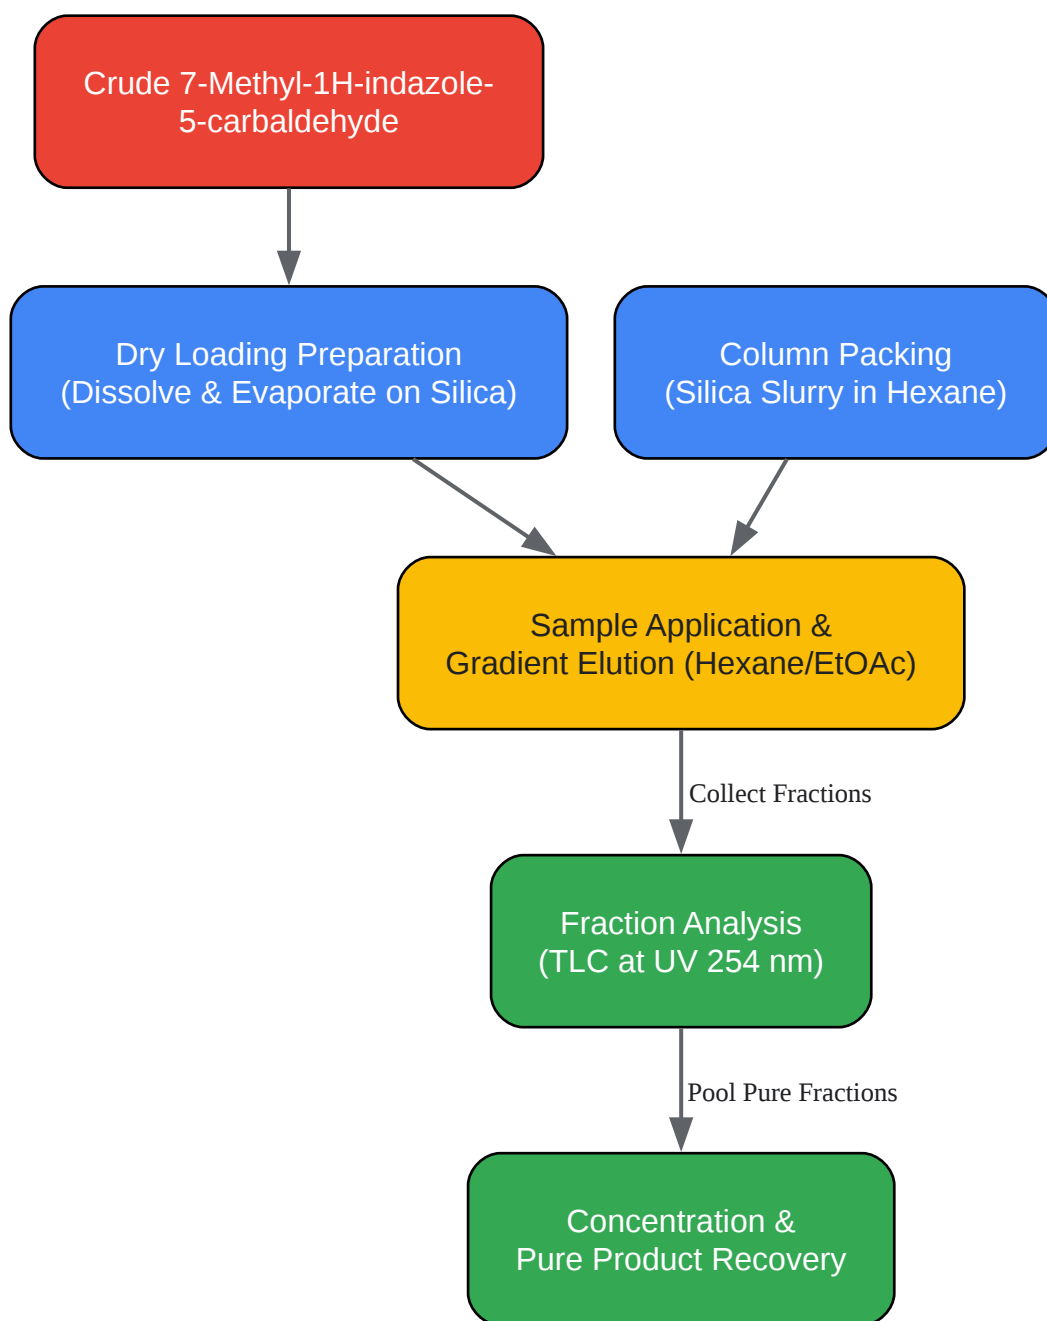 Crude 7-Methyl-1H-indazole-
5-carbaldehyde
Dry Loading Preparation
(Dissolve & Evaporate on Silica)
Column Packing
(Silica Slurry in Hexane)
Sample Application &
Gradient Elution (Hexane/EtOAc)
Collect Fractions
Fraction Analysis
(TLC at UV 254 nm)
Pool Pure Fractions
Concentration &
Pure Product Recovery